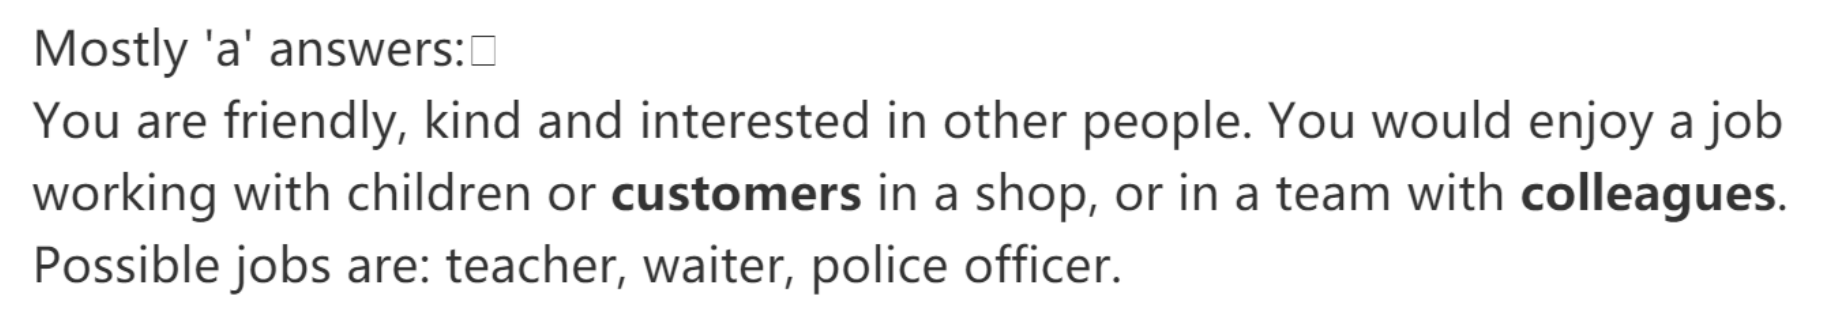 Mostly 'a' answers:□
You are friendly, kind and interested in other people. You would enjoy a job
working with children or customers in a shop, or in a team with colleagues.
Possible jobs are: teacher, waiter, police officer.